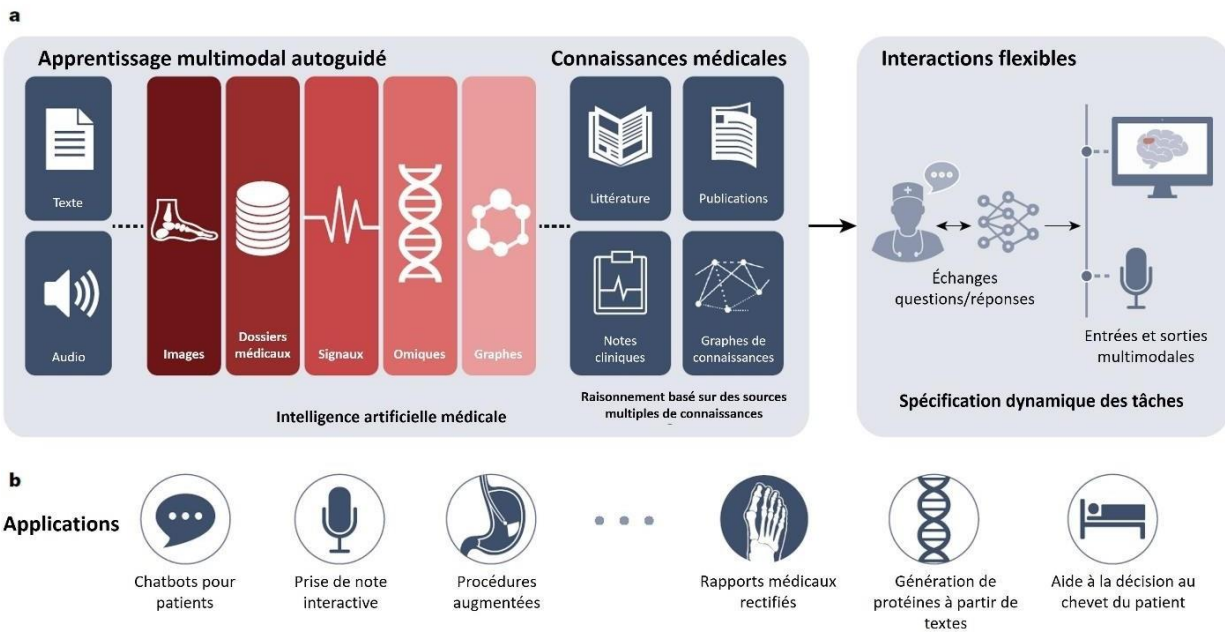 a
Apprentissage multimodal autoguidé
Texte
Audio
Images
Dossiers
médicaux
Signaux
Omiques
Graphes
Intelligence artificielle médicale
Connaissances médicales
Littérature
Publications
Notes
cliniques
Graphes de
connaissances
Raisonnement basé sur des sources
multiples de connaissances
Interactions flexibles
Échanges
questions/réponses
Entrées et sorties
multimodales
Spécification dynamique des tâches
b
Applications
Chatbots pour
patients
Prise de note
interactive
Procédures
augmentées
Rapports médicaux
rectifiés
Génération de
protéines à partir de
textes
Aide à la décision au
chevet du patient